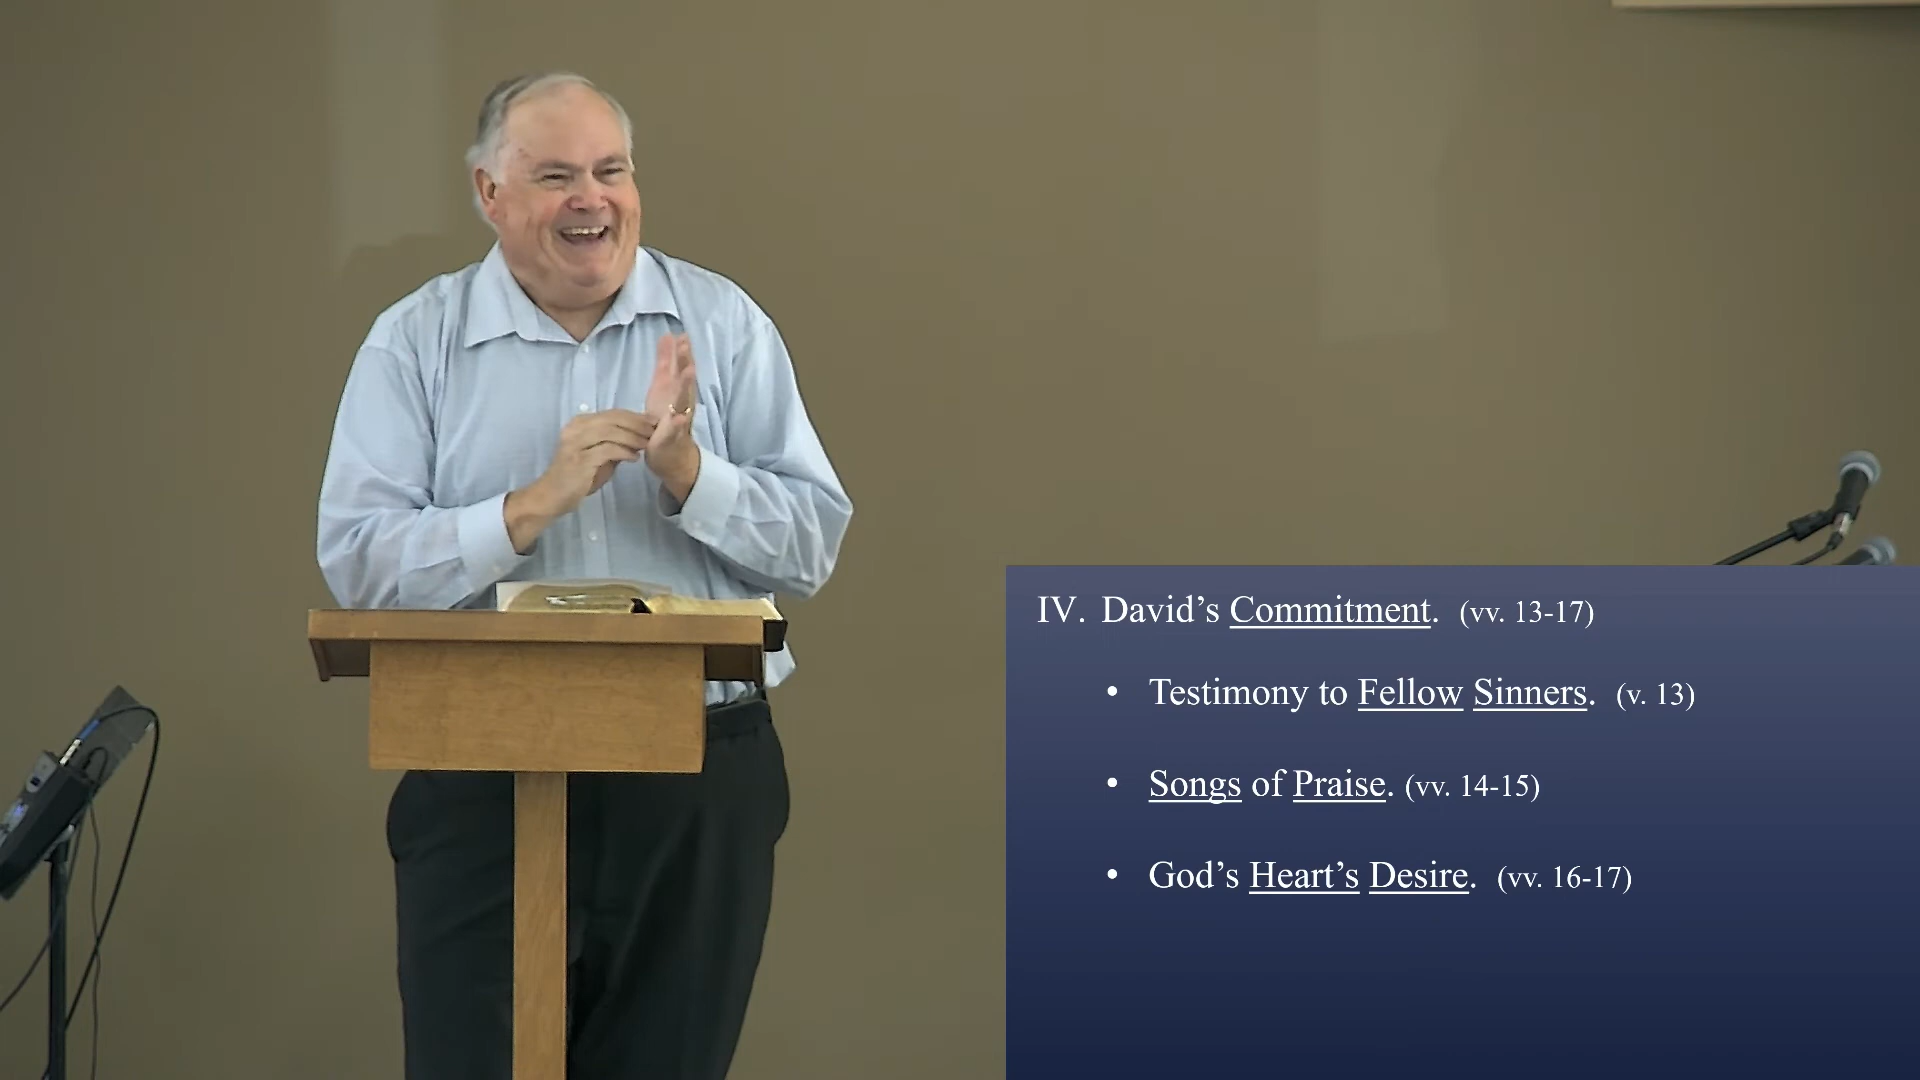 IV. David’s Commitment. (vv. 13-17)
• Testimony to Fellow Sinners. (v. 13)
• Songs of Praise. (vv. 14-15)
• God’s Heart’s Desire. (vv. 16-17)